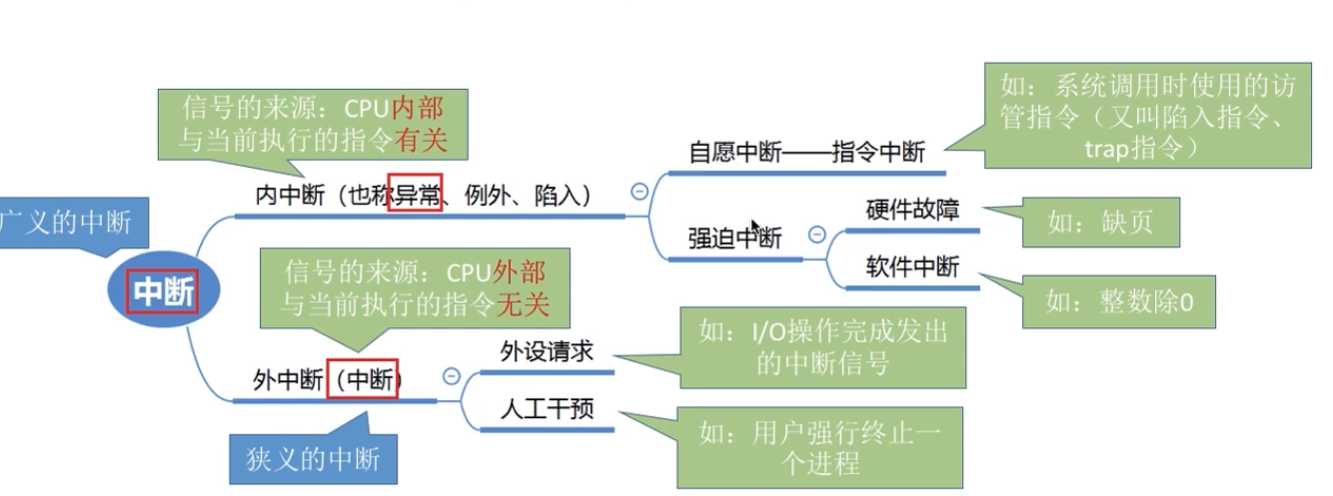 信号的来源：CPU内部
与当前执行的指令有关
如：系统调用时使用的访
管指令（又叫陷入指令、
trap指令）
自愿中断——指令中断
内中断（也称异常、例外、陷入）
硬件故障
如：缺页
广义的中断
强迫中断
软件中断
如：整数除0
中断
信号的来源：CPU外部
与当前执行的指令无关
外设请求
如：I/O操作完成发出
的中断信号
外中断（中断）
人工干预
如：用户强行终止一
个进程
狭义的中断